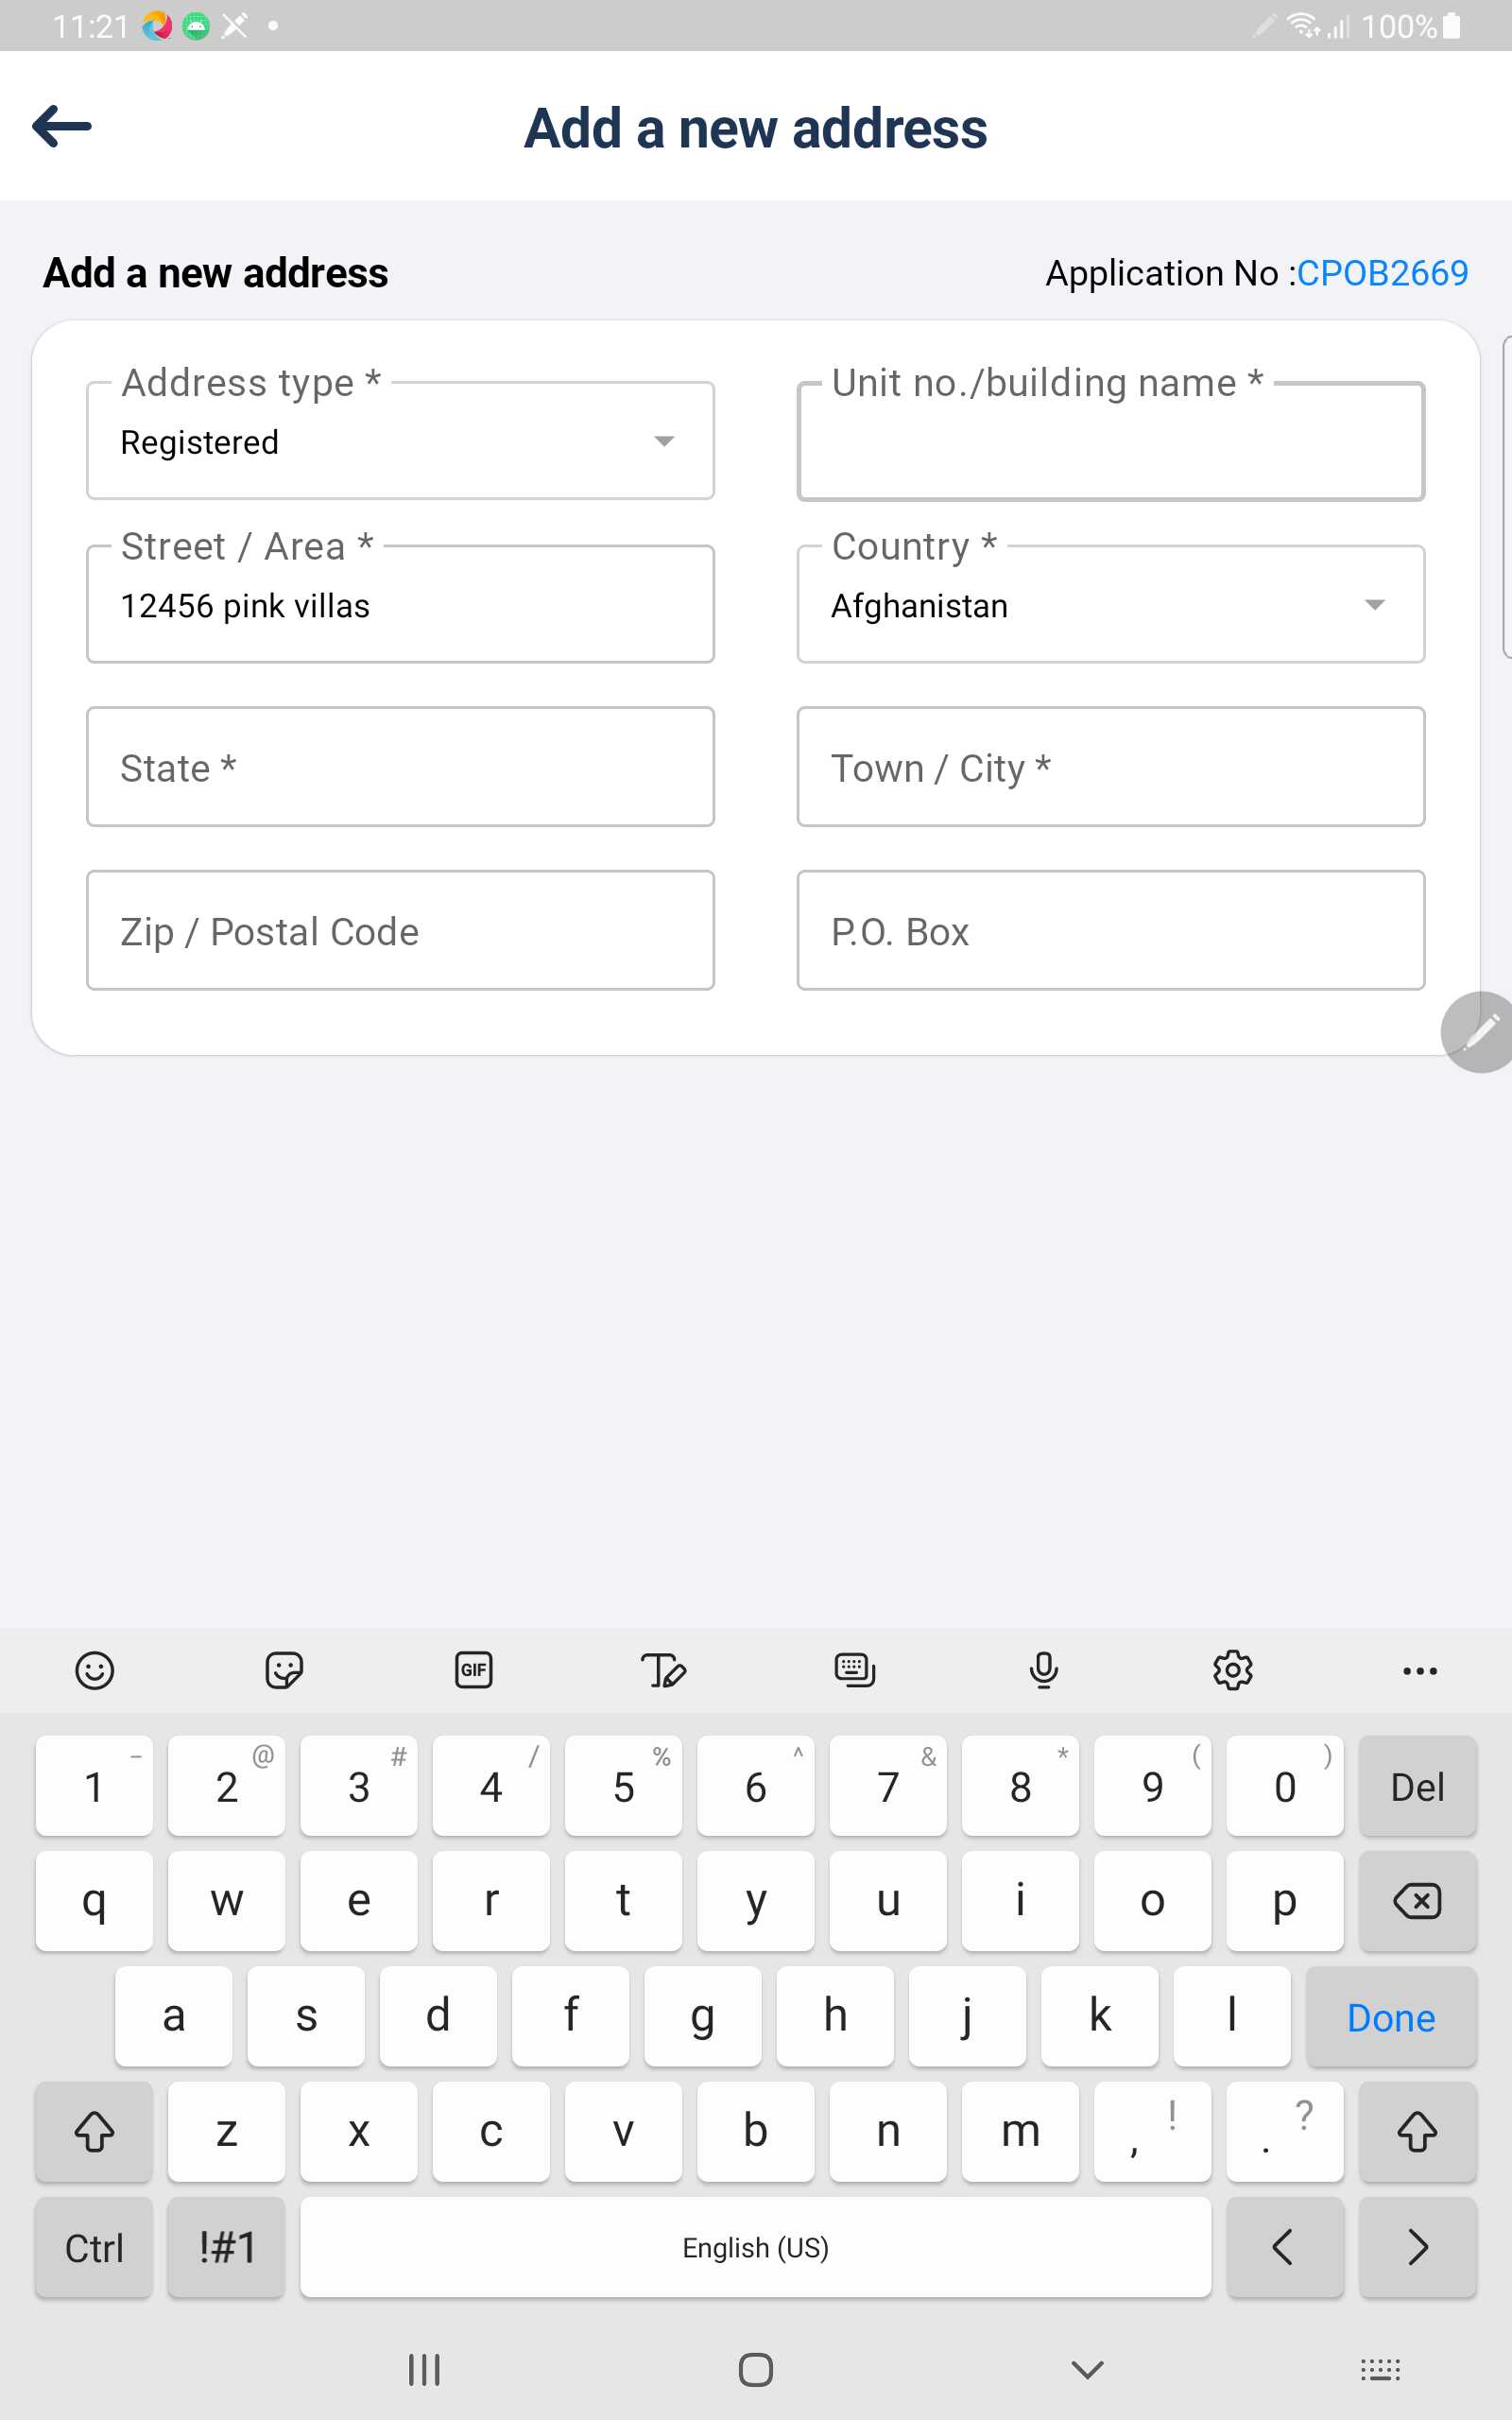 11:21 100%
Add a new address
Add a new address
Application No :CPOB2669
Address type *
Registered
Unit no./building name *
Street / Area *
12456 pink villas
Country *
Afghanistan
State *
Town / City *
Zip / Postal Code
P.O. Box
GIF
1 - 2 @ 3 # 4 / 5 % 6 ^ 7 & 8 * 9 ( 0 ) Del
q w e r t y u i o p
a s d f g h j k l Done
z x c v b n m , ! . ?
Ctrl !#1 English (US) < >